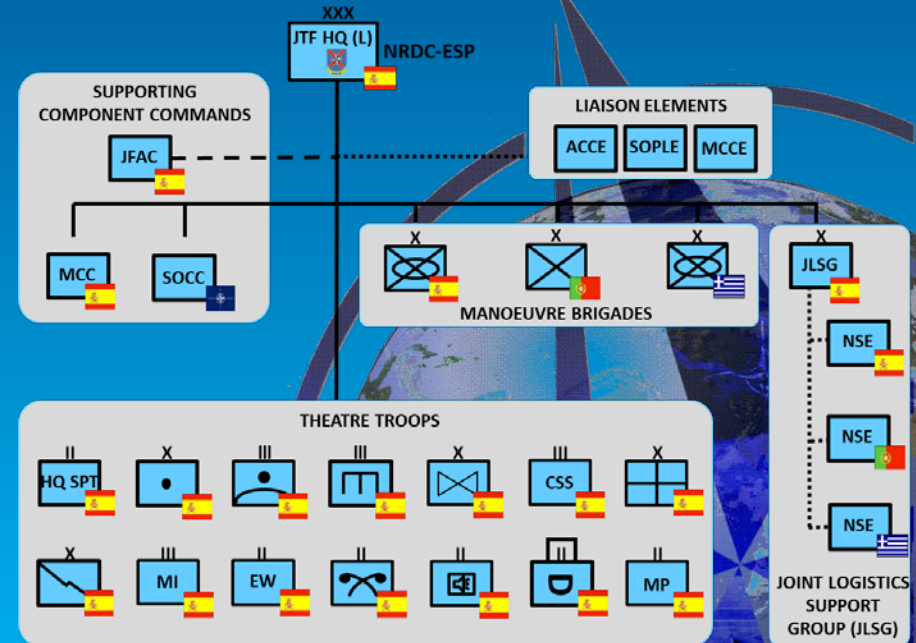 XXX
JTF HQ (L)
NRDC-ESP
SUPPORTING
COMPONENT COMMANDS
JFAC
LIAISON ELEMENTS
ACCE SOPLE MCCE
MCC
SOCC
X
X
X
MANOEUVRE BRIGADES
X
JLSG
NSE
NSE
NSE
JOINT LOGISTICS
SUPPORT
GROUP (JLSG)
THEATRE TROOPS
II X III III X III X
HQ SPT
CSS
X III II II II II II
MI
EW
D
MP